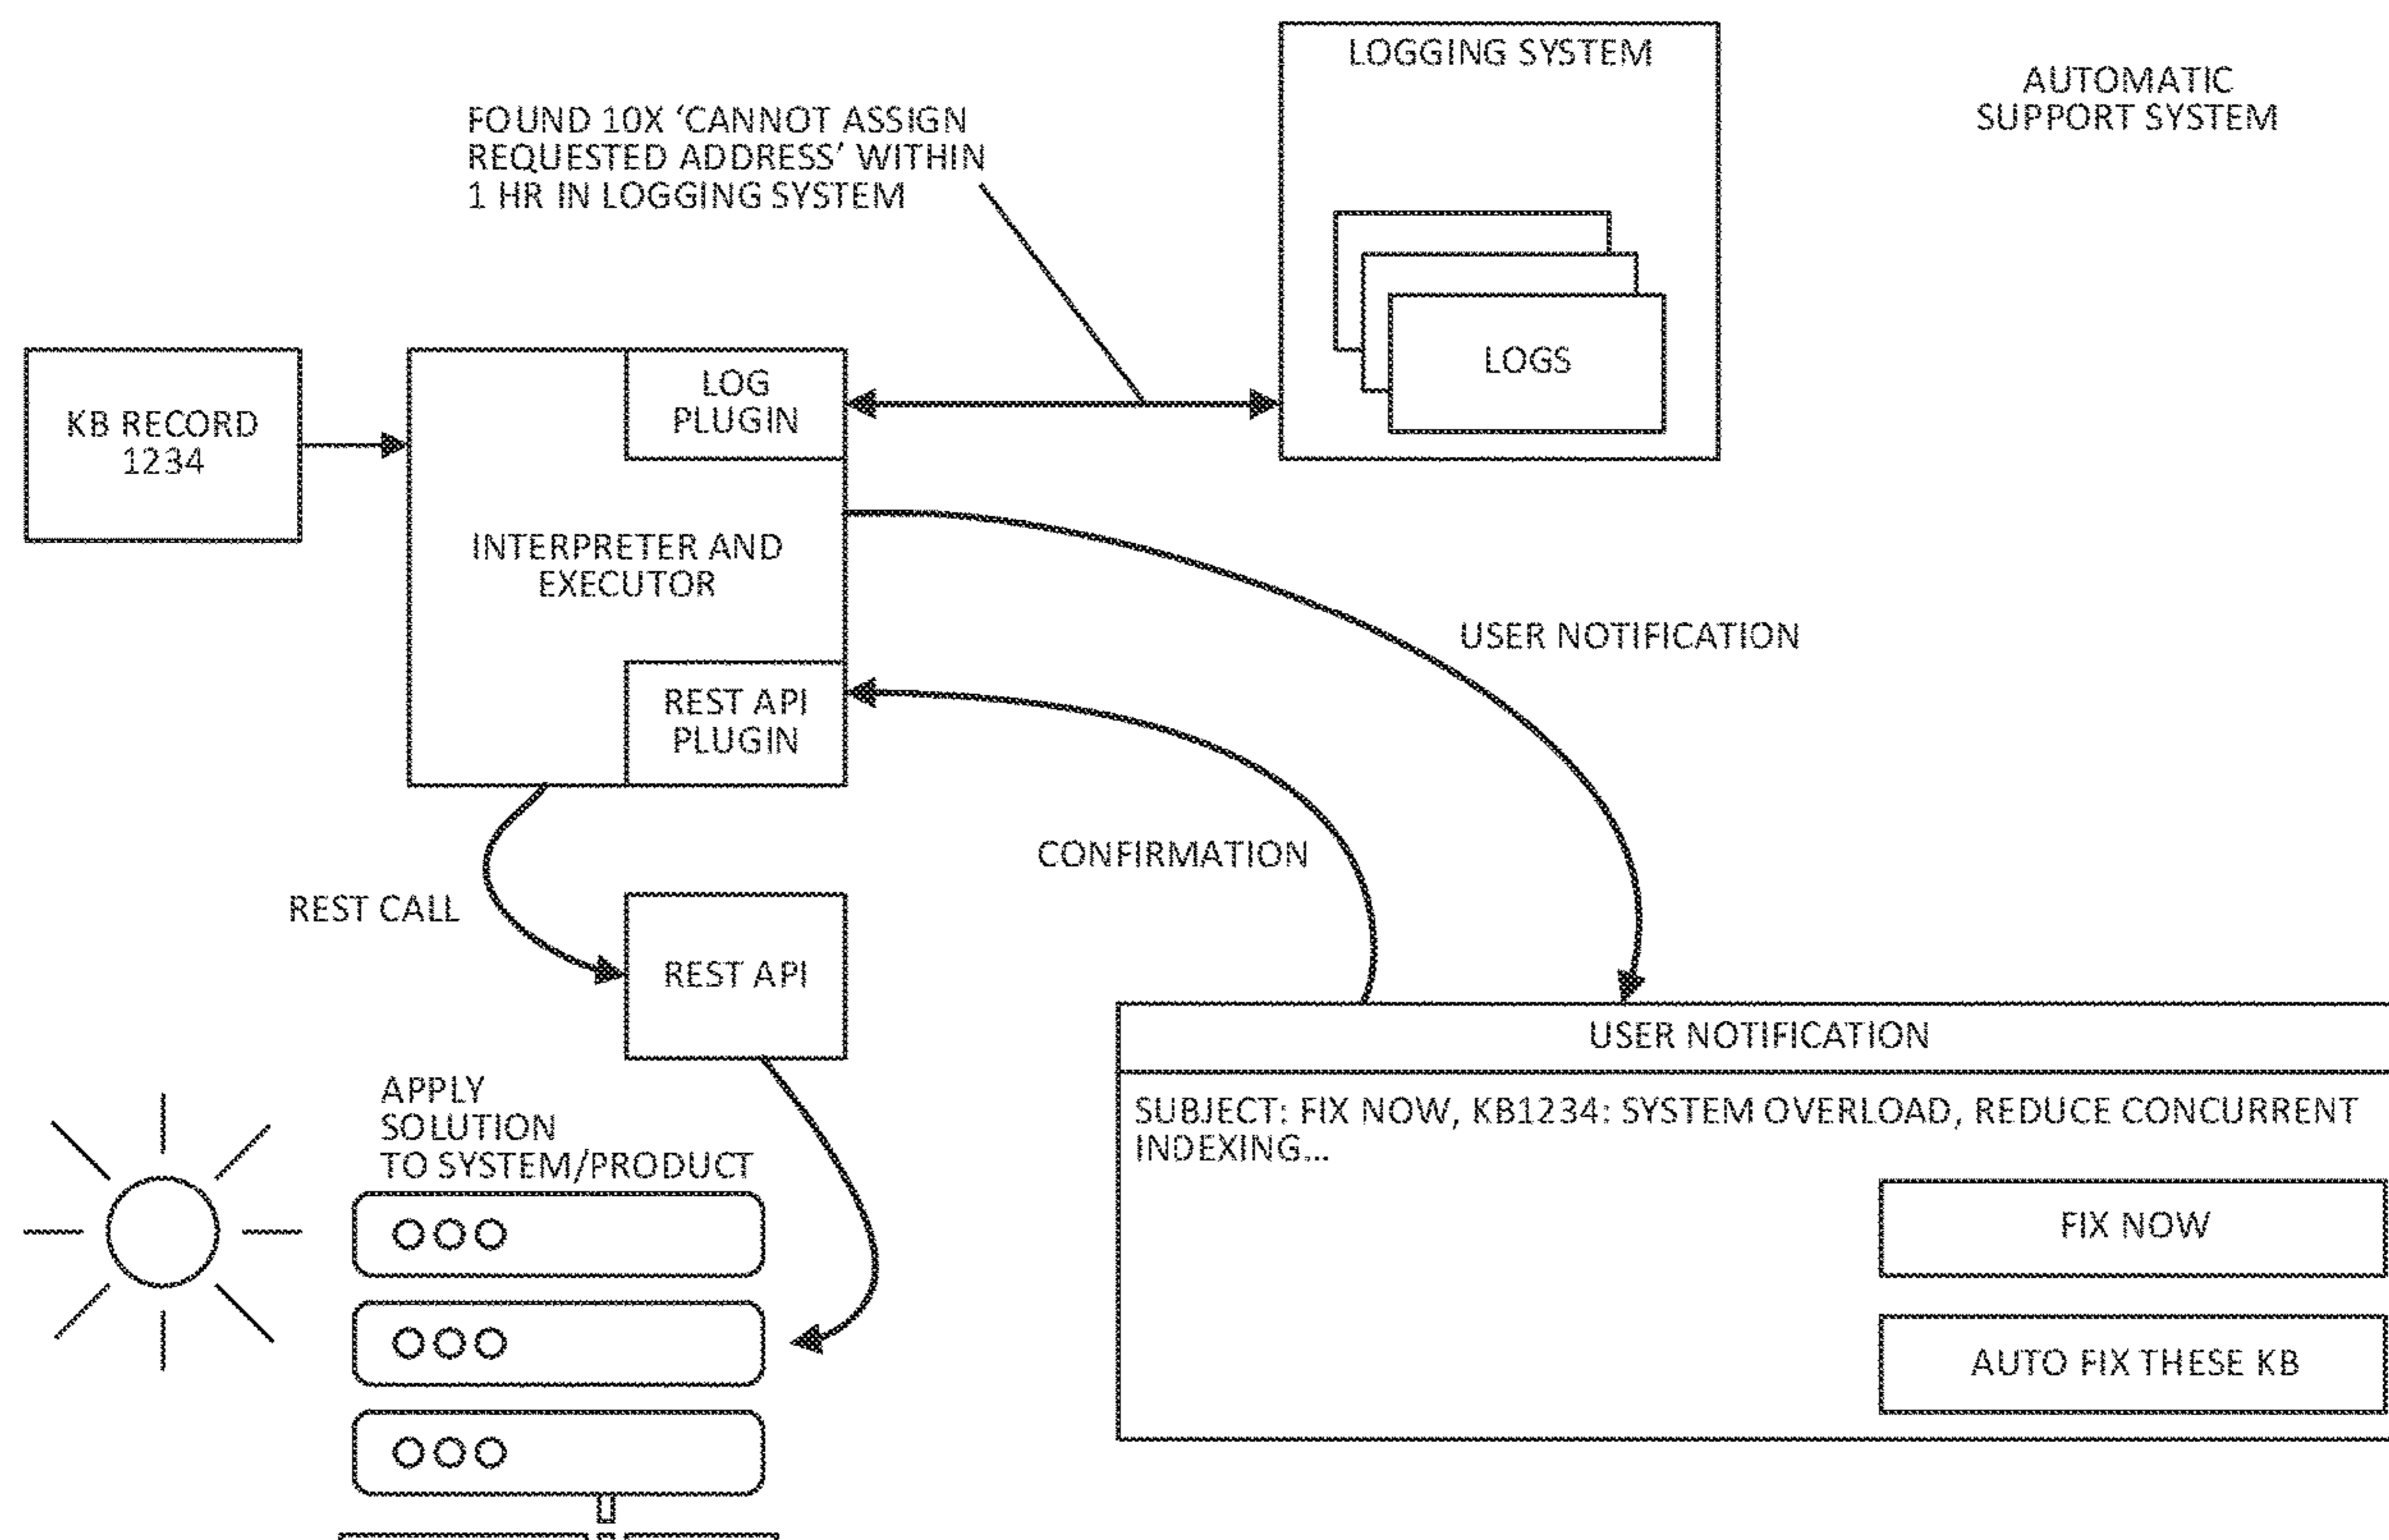 LOGGING SYSTEM
AUTOMATIC
SUPPORT SYSTEM
FOUND 10X ‘CANNOT ASSIGN
REQUESTED ADDRESS’ WITHIN
1 HR IN LOGGING SYSTEM
LOGS
KB RECORD
1234
LOG
PLUGIN
INTERPRETER AND
EXECUTOR
USER NOTIFICATION
REST API
PLUGIN
CONFIRMATION
REST CALL
REST API
USER NOTIFICATION
SUBJECT: FIX NOW, KB1234: SYSTEM OVERLOAD, REDUCE CONCURRENT
INDEXING...
APPLY
SOLUTION
TO SYSTEM/PRODUCT
FIX NOW
AUTO FIX THESE KB